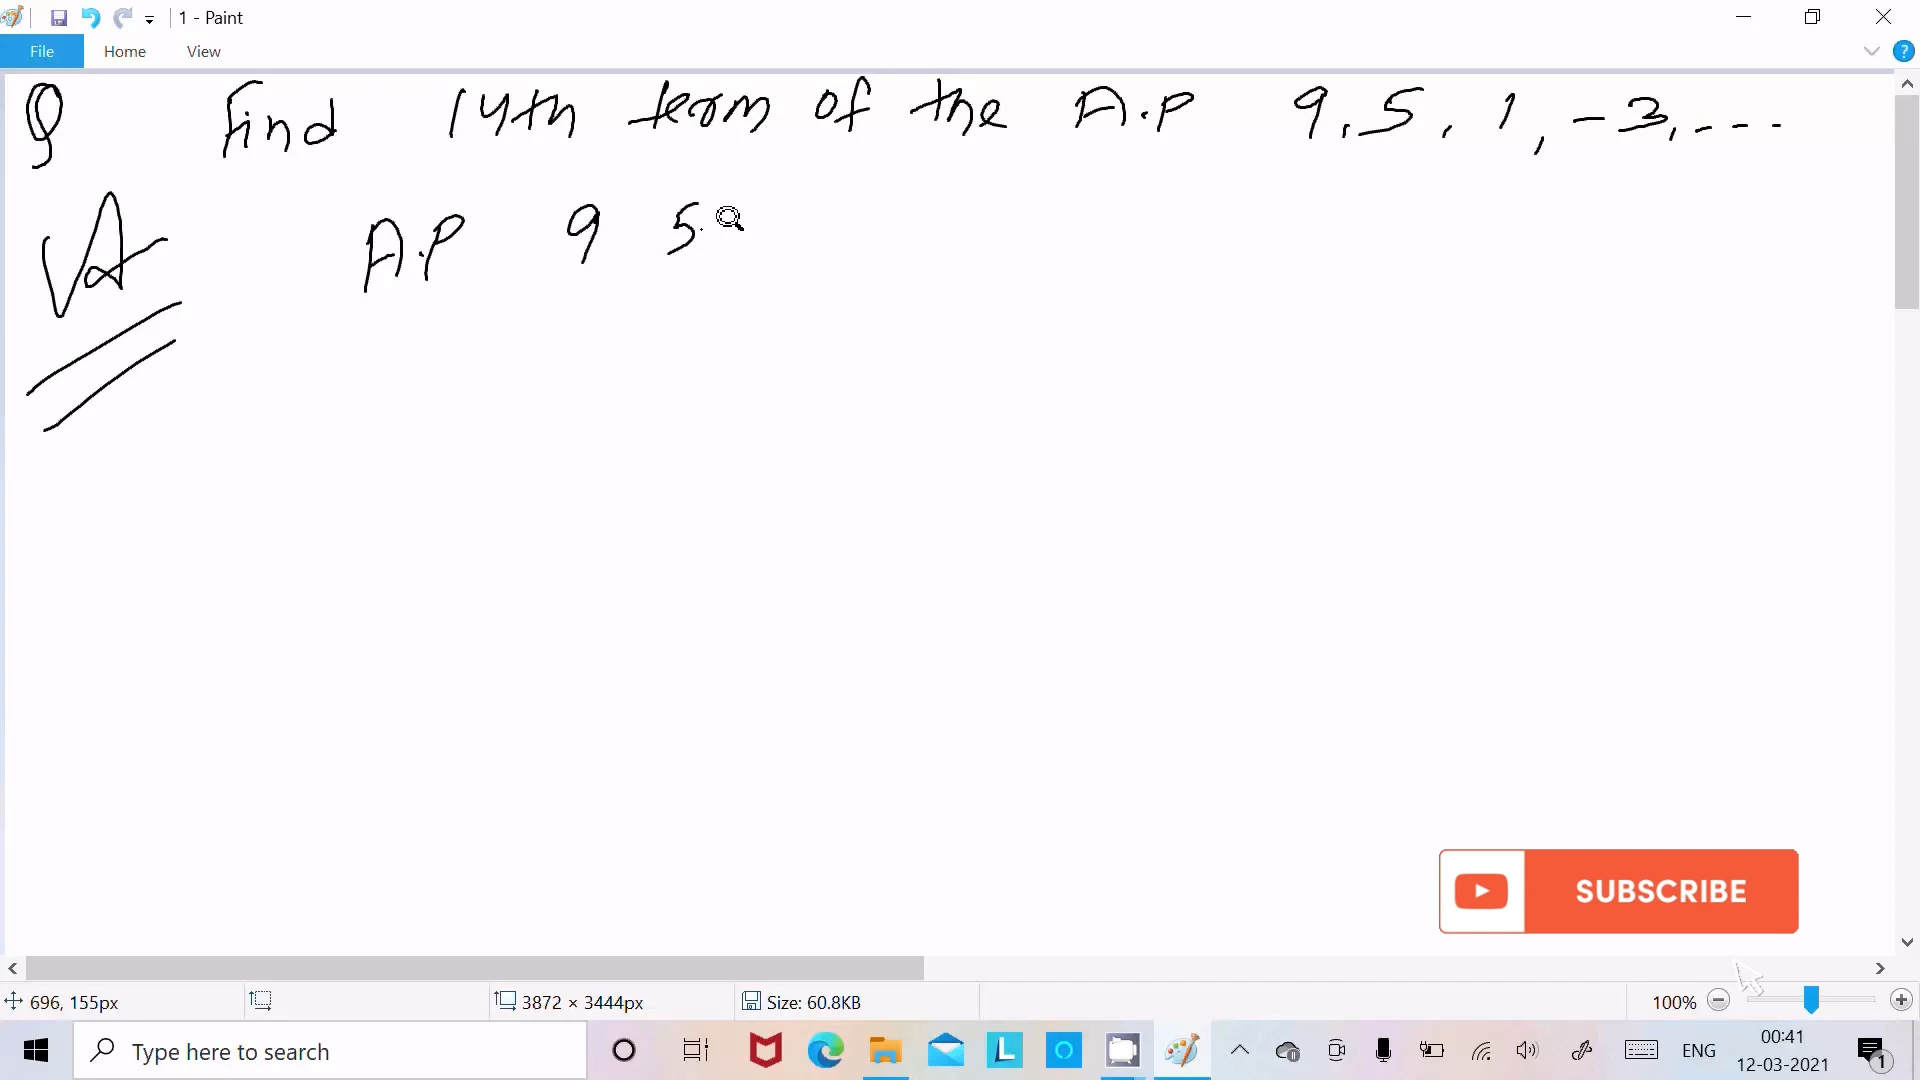 1 - Paint
File Home View
Q Find 14th term of the A.P 9, 5, 1, -3, ----
A.P 9 5
SUBSCRIBE
696, 155px 3872 × 3444px Size: 60.8KB 100%
Type here to search ENG 00:41
12-03-2021 1